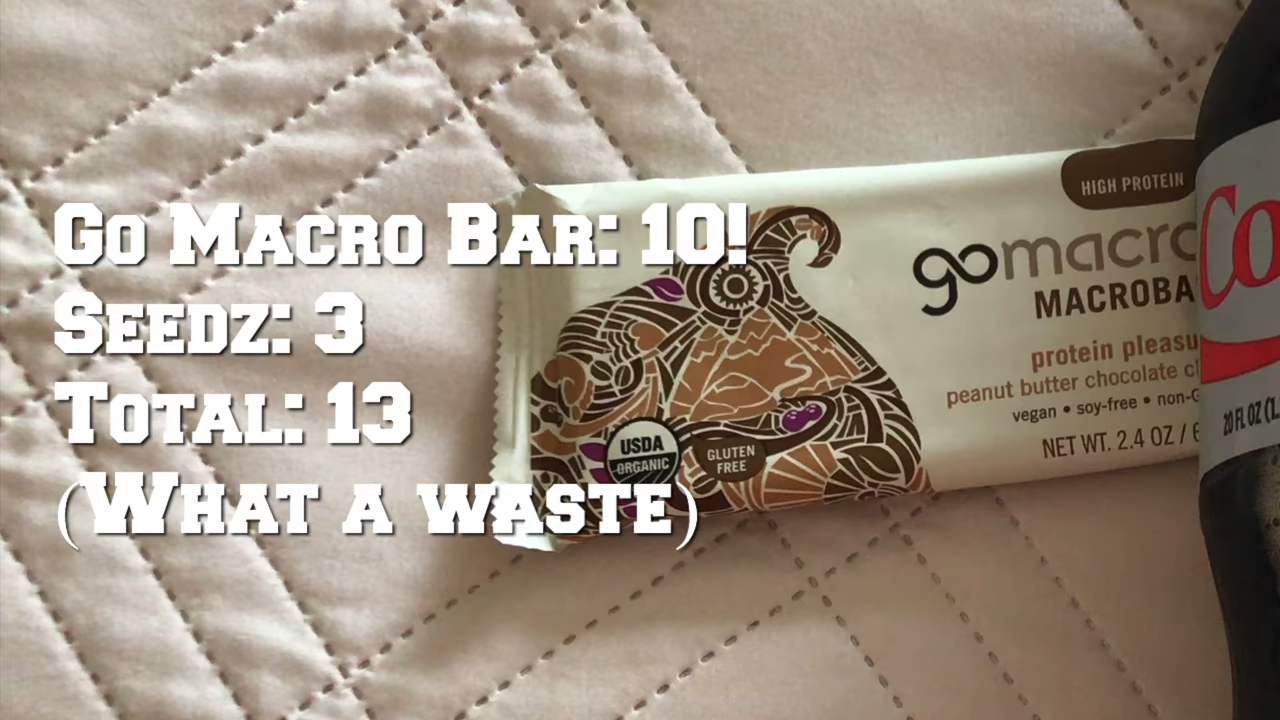 Go Macro Bar: 10!
Seedz: 3
Total: 13
(What a waste)
HIGH PROTEIN
gomacro
MACROBA
protein pleasu
peanut butter chocolate c
vegan • soy-free • non-G
NET WT. 2.4 OZ / 6
USDA
ORGANIC
GLUTEN
FREE
Co
20 FL OZ (1.